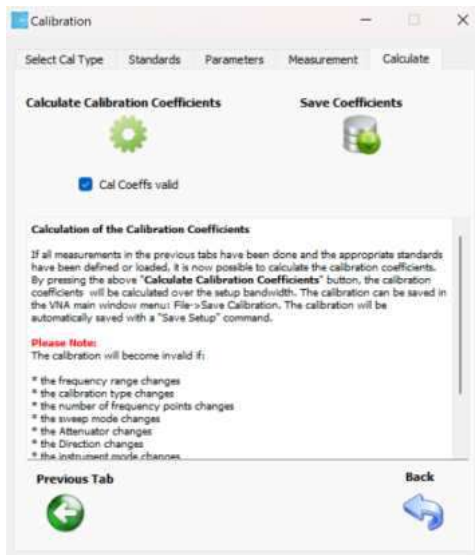 Calibration
Select Cal Type Standards Parameters Measurement Calculate
Calculate Calibration Coefficients Save Coefficients
Cal Coeffs valid
Calculation of the Calibration Coefficients
If all measurements in the previous tabs have been done and the appropriate standards
have been defined or loaded, it is now possible to calculate the calibration coefficients.
By pressing the above "Calculate Calibration Coefficients" button, the calibration
coefficients will be calculated over the setup bandwidth. The calibration can be saved in
the VNA main window menu: File->Save Calibration. The calibration will be
automatically saved with a "Save Setup" command.
Please Note:
The calibration will become invalid if:
* the frequency range changes
* the calibration type changes
* the number of frequency points changes
* the sweep mode changes
* the Attenuator changes
* the Direction changes
* the instrument mode changes
Previous Tab Back